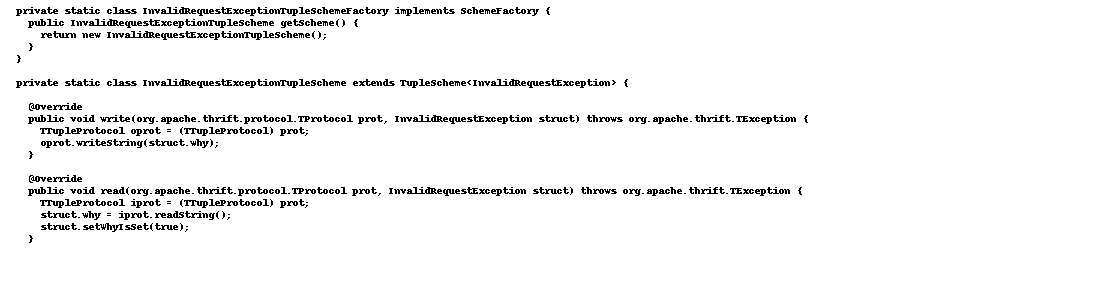 private static class InvalidRequestExceptionTupleSchemeFactory implements SchemeFactory {
public InvalidRequestExceptionTupleScheme getScheme() {
return new InvalidRequestExceptionTupleScheme();
}
}
private static class InvalidRequestExceptionTupleScheme extends TupleScheme<InvalidRequestException> {
@Override
public void write(org.apache.thrift.protocol.TProtocol prot, InvalidRequestException struct) throws org.apache.thrift.TException {
TTupleProtocol oprot = (TTupleProtocol) prot;
oprot.writeString(struct.why);
}
@Override
public void read(org.apache.thrift.protocol.TProtocol prot, InvalidRequestException struct) throws org.apache.thrift.TException {
TTupleProtocol iprot = (TTupleProtocol) prot;
struct.why = iprot.readString();
struct.setWhyIsSet(true);
}